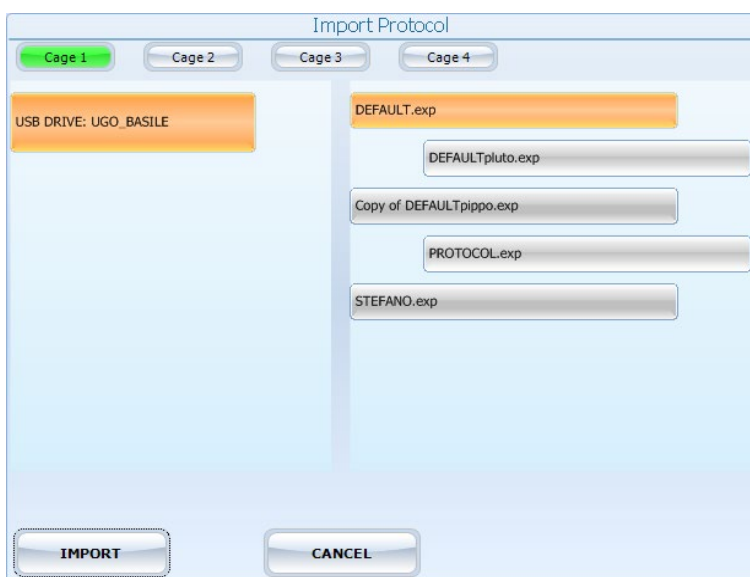 Import Protocol
Cage 1
Cage 2
Cage 3
Cage 4
USB DRIVE: UGO_BASILE
DEFAULT.exp
DEFAULTpluto.exp
Copy of DEFAULTpippo.exp
PROTOCOL.exp
STEFANO.exp
IMPORT
CANCEL